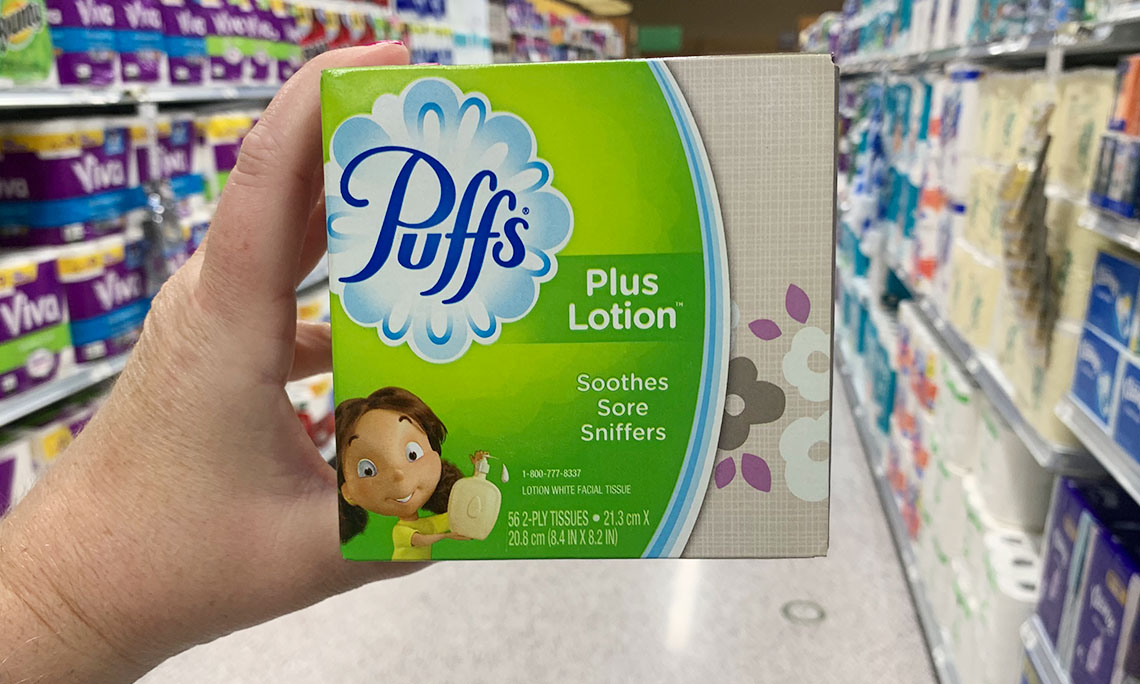 Puffs®
Plus
Lotion™
Soothes
Sore
Sniffers
1-800-777-8337
LOTION WHITE FACIAL TISSUE
56 2-PLY TISSUES • 21.3 cm X
20.8 cm (8.4 IN X 8.2 IN)
Viva
Viva
Viva
Viva